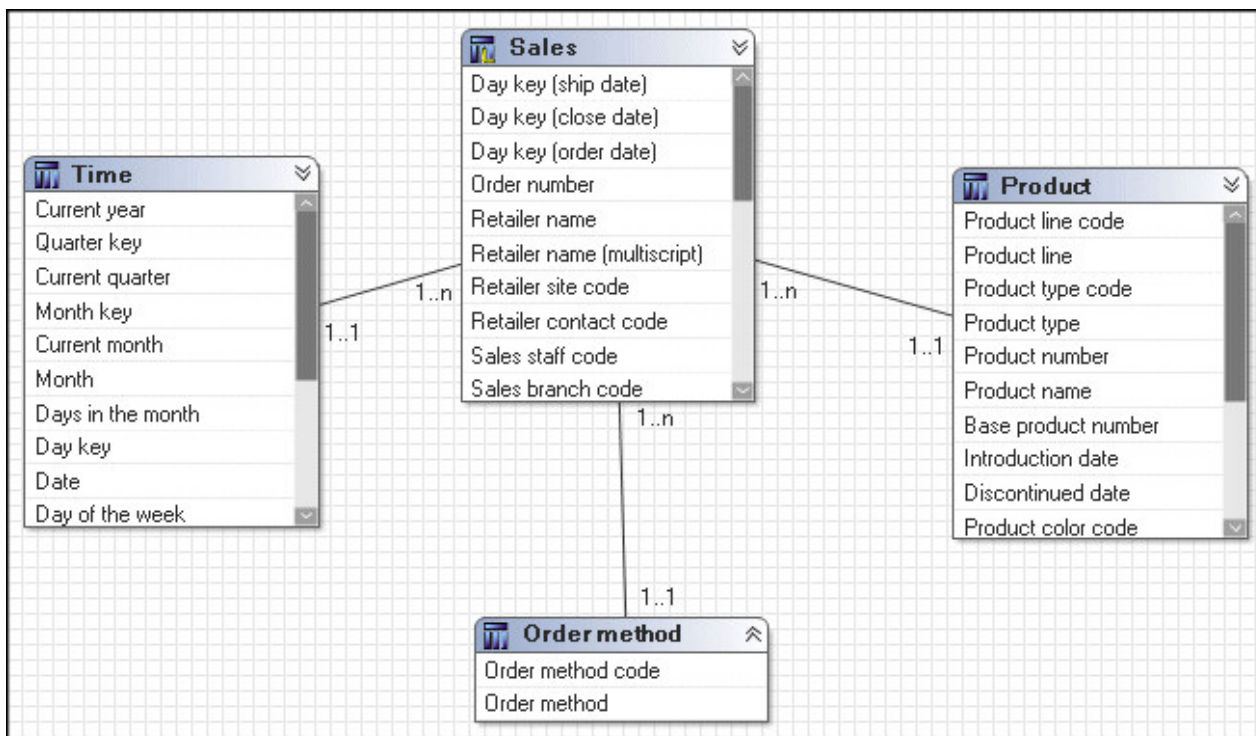 Sales
Day key (ship date)
Day key (close date)
Day key (order date)
Order number
Retailer name
Retailer name (multiscript)
Retailer site code
Retailer contact code
Sales staff code
Sales branch code
Time
Current year
Quarter key
Current quarter
Month key
Current month
Month
Days in the month
Day key
Date
Day of the week
Product
Product line code
Product line
Product type code
Product type
Product number
Product name
Base product number
Introduction date
Discontinued date
Product color code
1..n
1..1
1..n
1..1
1..n
1..1
Order method
Order method code
Order method